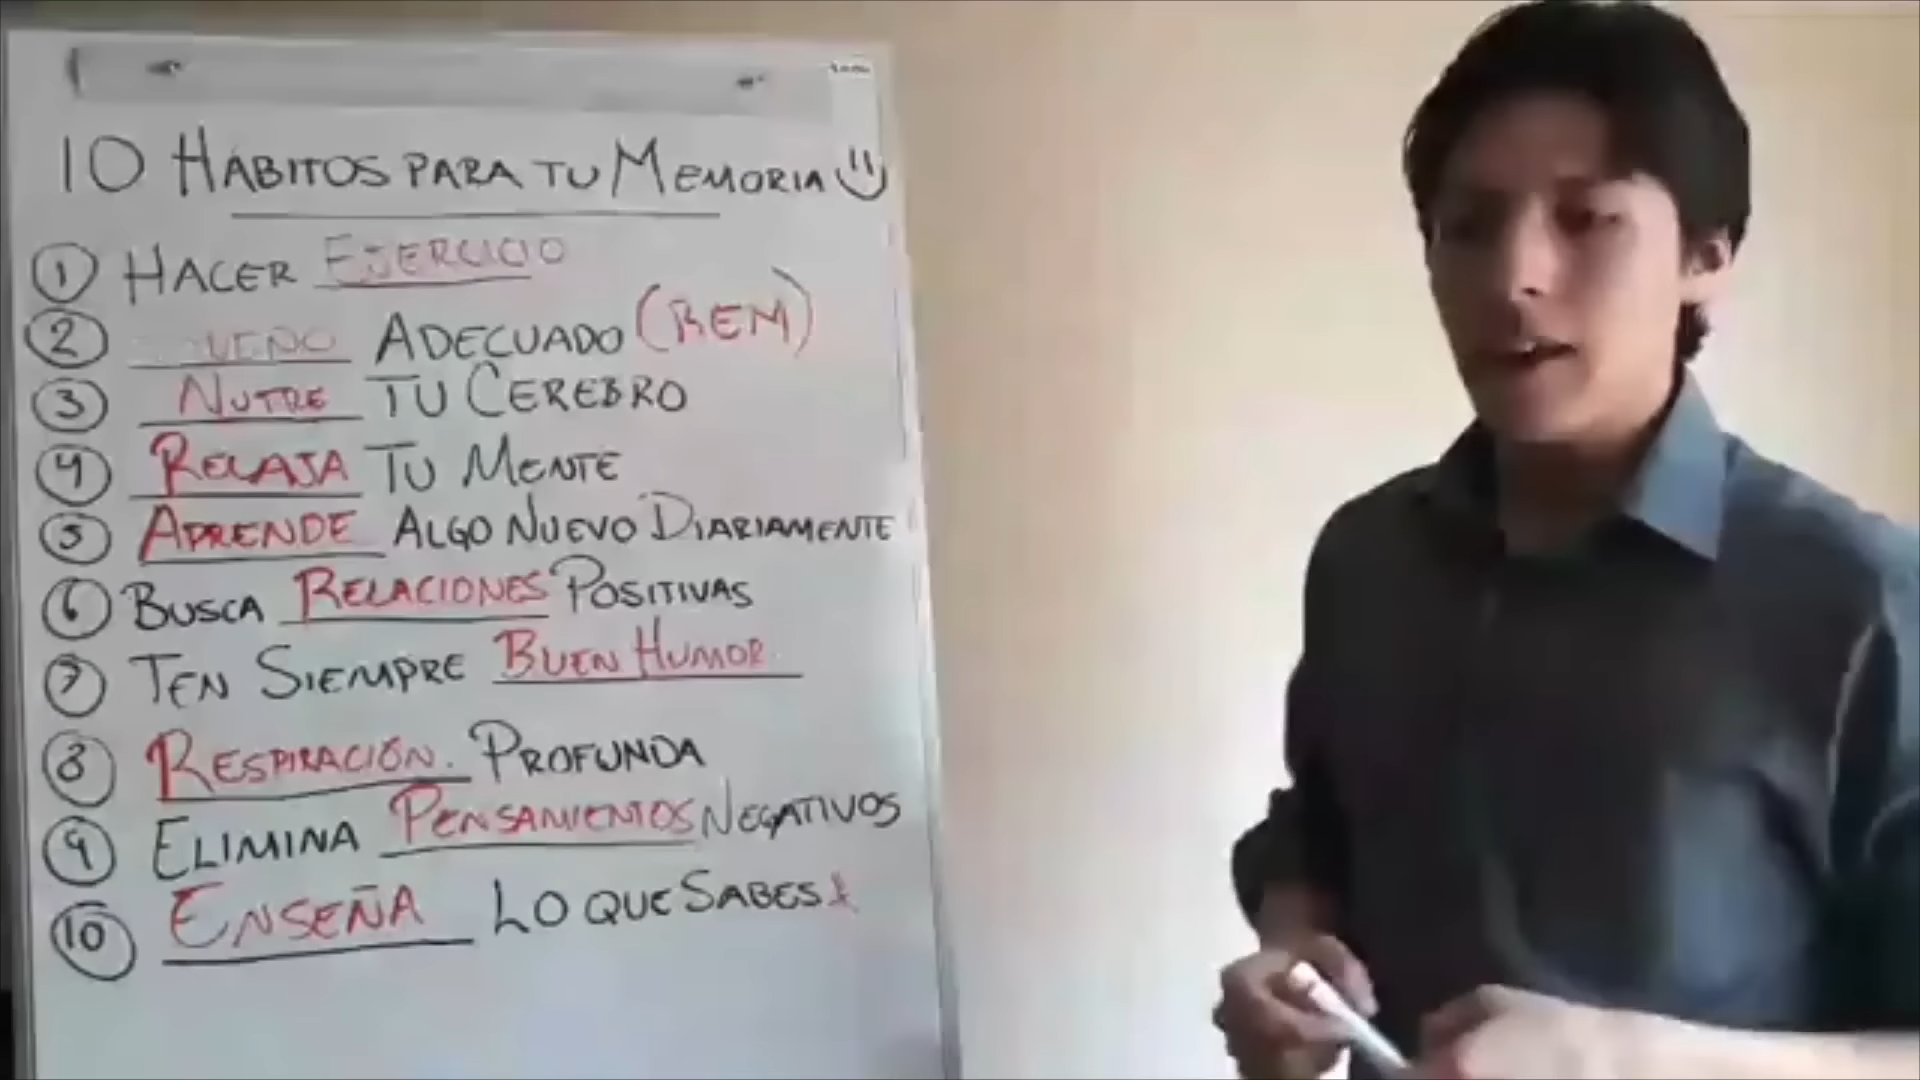 10 HÁBITOS PARA TU MEMORIA
1 HACER EJERCICIO
2 SUEÑO ADECUADO (REM)
3 NUTRE TU CEREBRO
4 RELAJA TU MENTE
5 APRENDE ALGO NUEVO DIARIAMENTE
6 BUSCA RELACIONES POSITIVAS
7 TEN SIEMPRE BUEN HUMOR
8 RESPIRACIÓN. PROFUNDA
9 ELIMINA PENSAMIENTOS NEGATIVOS
10 ENSEÑA LO QUE SABES